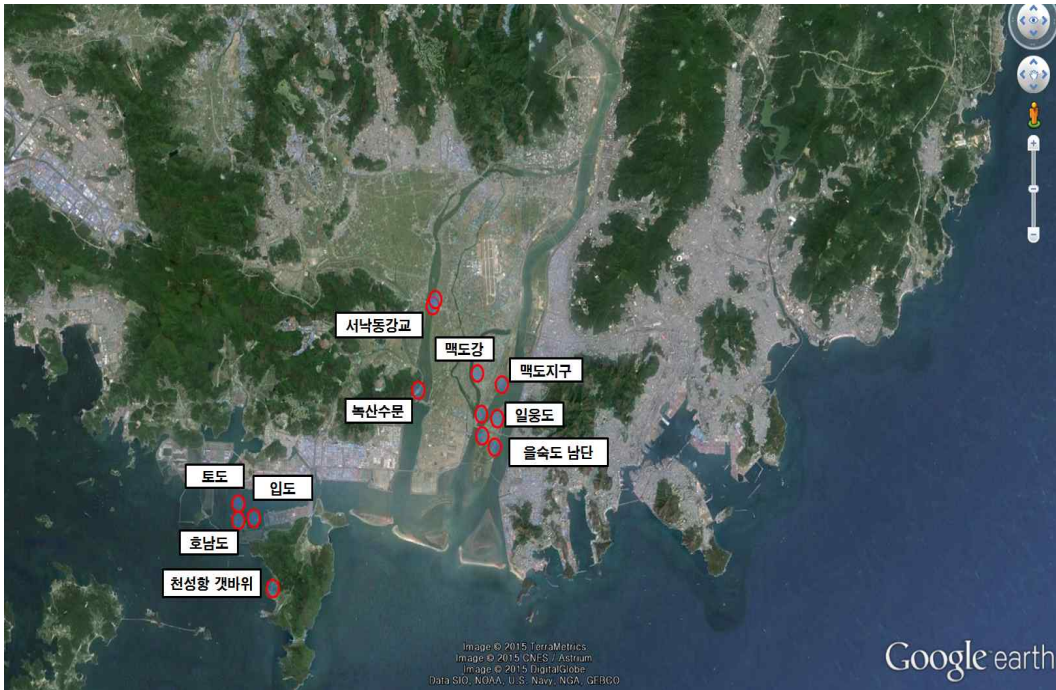 서낙동강교
맥도강
맥도지구
녹산수문
일웅도
을숙도 남단
토도
입도
호남도
천성항 갯바위
Image © 2015 TerraMetrics
Image © 2015 CNES / Astrium
Image © 2015 DigitalGlobe
Data SIO, NOAA, U.S. Navy, NGA, GEBCO
Google earth